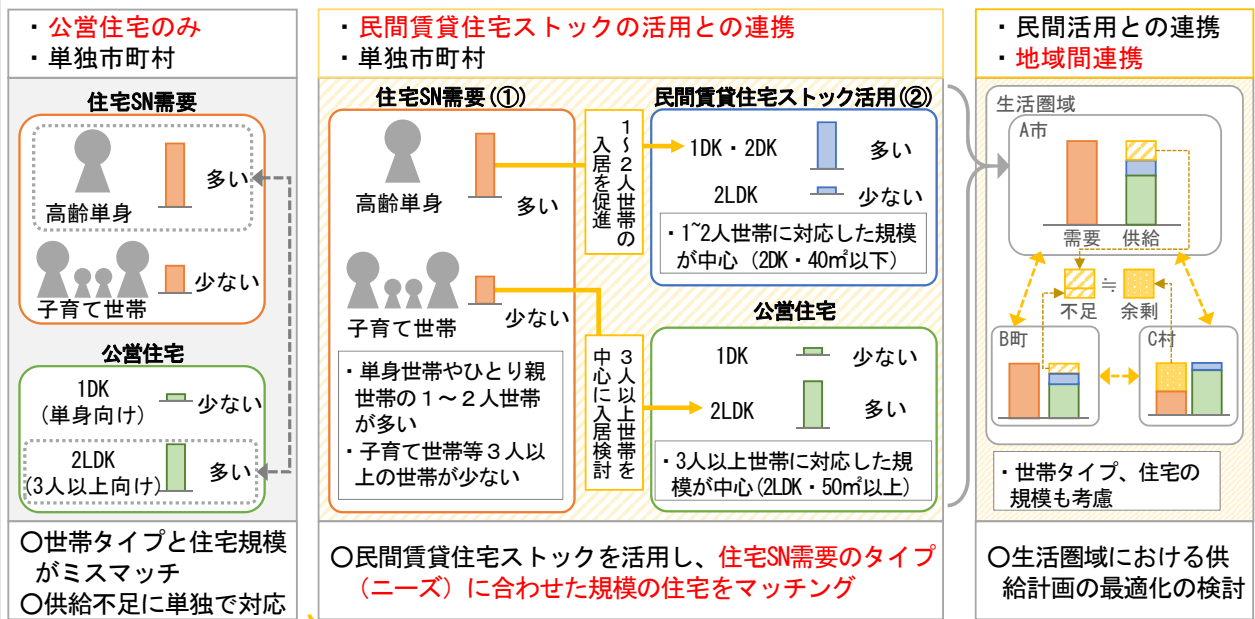 ・公営住宅のみ
・単独市町村
住宅SN需要
高齢単身
多い
子育て世帯
少ない
公営住宅
1DK
(単身向け)
少ない
2LDK
(3人以上向け)
多い
〇世帯タイプと住宅規模
がミスマッチ
〇供給不足に単独で対応
・民間賃貸住宅ストックの活用との連携
・単独市町村
住宅SN需要(①)
高齢単身
多い
子育て世帯
少ない
・単身世帯やひとり親
世帯の１～２人世帯
が多い
・子育て世帯等３人以
上の世帯が少ない
１～２人世帯の
入居を促進
３人以上世帯を
中心に入居検討
民間賃貸住宅ストック活用(②)
1DK・2DK
多い
2LDK
少ない
・1~2人世帯に対応した規模
が中心（2DK・40㎡以下）
公営住宅
1DK
少ない
2LDK
多い
・3人以上世帯に対応した規
模が中心(2LDK・50㎡以上)
〇民間賃貸住宅ストックを活用し、住宅SN需要のタイプ
（ニーズ）に合わせた規模の住宅をマッチング
・民間活用との連携
・地域間連携
生活圏域
A市
需要
供給
不足
≒
余剰
B町
C村
・世帯タイプ、住宅の
規模も考慮
〇生活圏域における供
給計画の最適化の検討